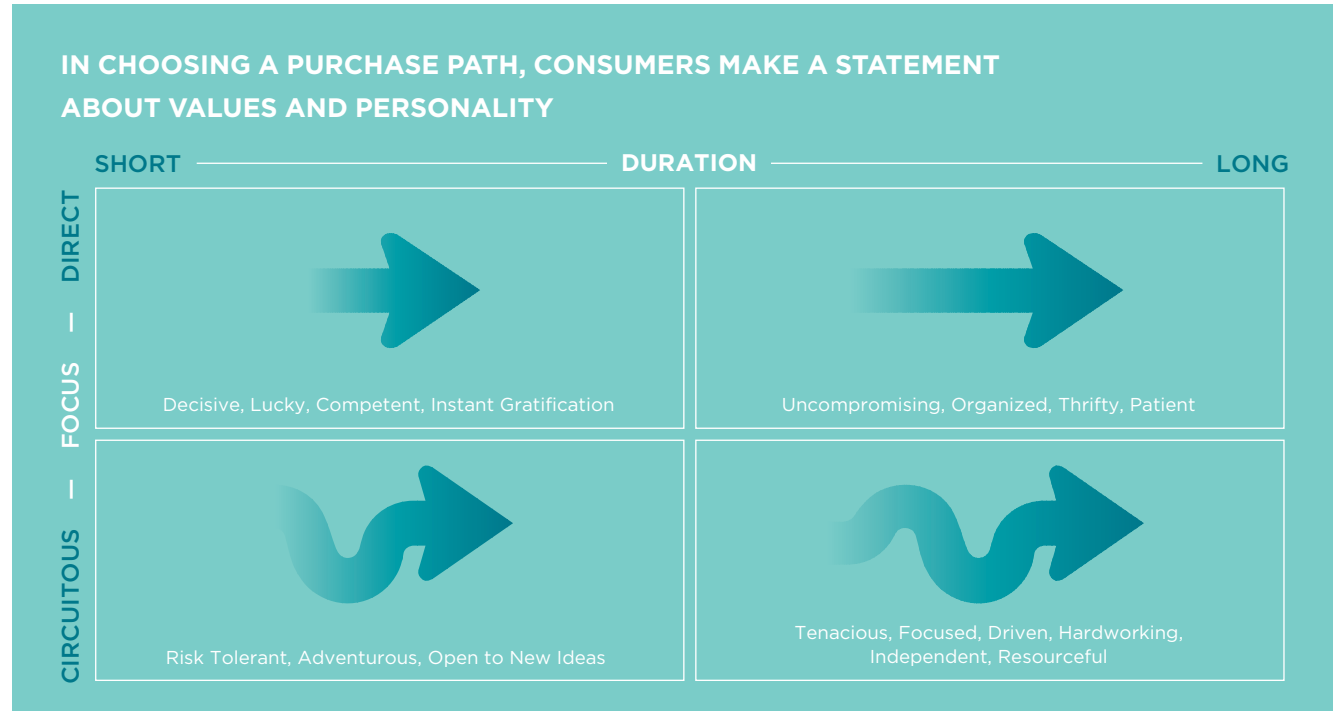 IN CHOOSING A PURCHASE PATH, CONSUMERS MAKE A STATEMENT
ABOUT VALUES AND PERSONALITY
SHORT — DURATION — LONG
CIRCUITOUS — FOCUS — DIRECT
Decisive, Lucky, Competent, Instant Gratification
Uncompromising, Organized, Thrifty, Patient
Risk Tolerant, Adventurous, Open to New Ideas
Tenacious, Focused, Driven, Hardworking,
Independent, Resourceful